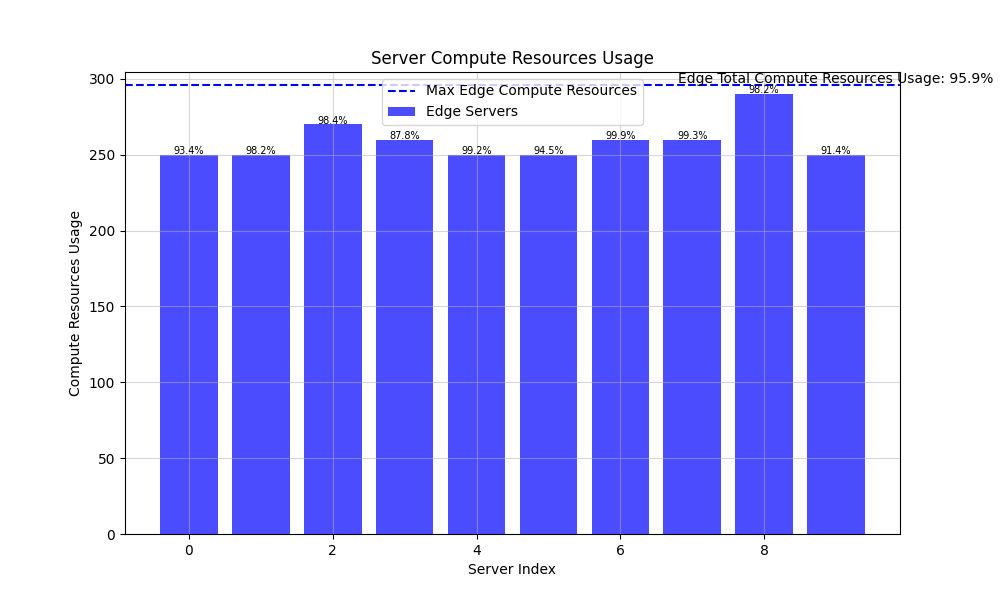 Server Compute Resources Usage
Edge Total Compute Resources Usage: 95.9%
Max Edge Compute Resources
Edge Servers
98.2%
98.4%
87.8%
99.9%
99.3%
93.4%
98.2%
99.2%
94.5%
91.4%
300
250
200
150
100
50
0
Compute Resources Usage
0 2 4 6 8
Server Index